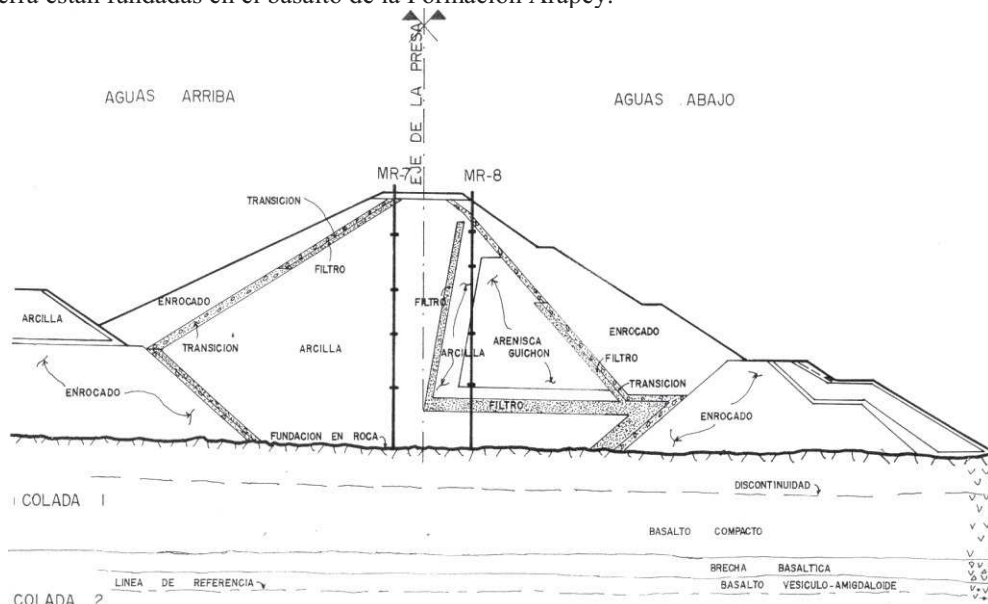 erra están fundadas en el basalto de la Formación Arapey.
EJE DE LA PRESA
AGUAS ARRIBA
AGUAS ABAJO
MR-7
MR-8
TRANSICION
FILTRO
ENROCADO
FILTRO
ARCILLA
ARENISCA
GUICHON
ENROCADO
TRANSICION
ARCILLA
ARCILLA
FILTRO
TRANSICION
ENROCADO
FILTRO
ENROCADO
FUNDACION EN ROCA
DISCONTINUIDAD
COLADA 1
BASALTO COMPACTO
BRECHA BASALTICA
LINEA DE REFERENCIA
BASALTO VESICULO-AMIGDALOIDE
COLADA 2